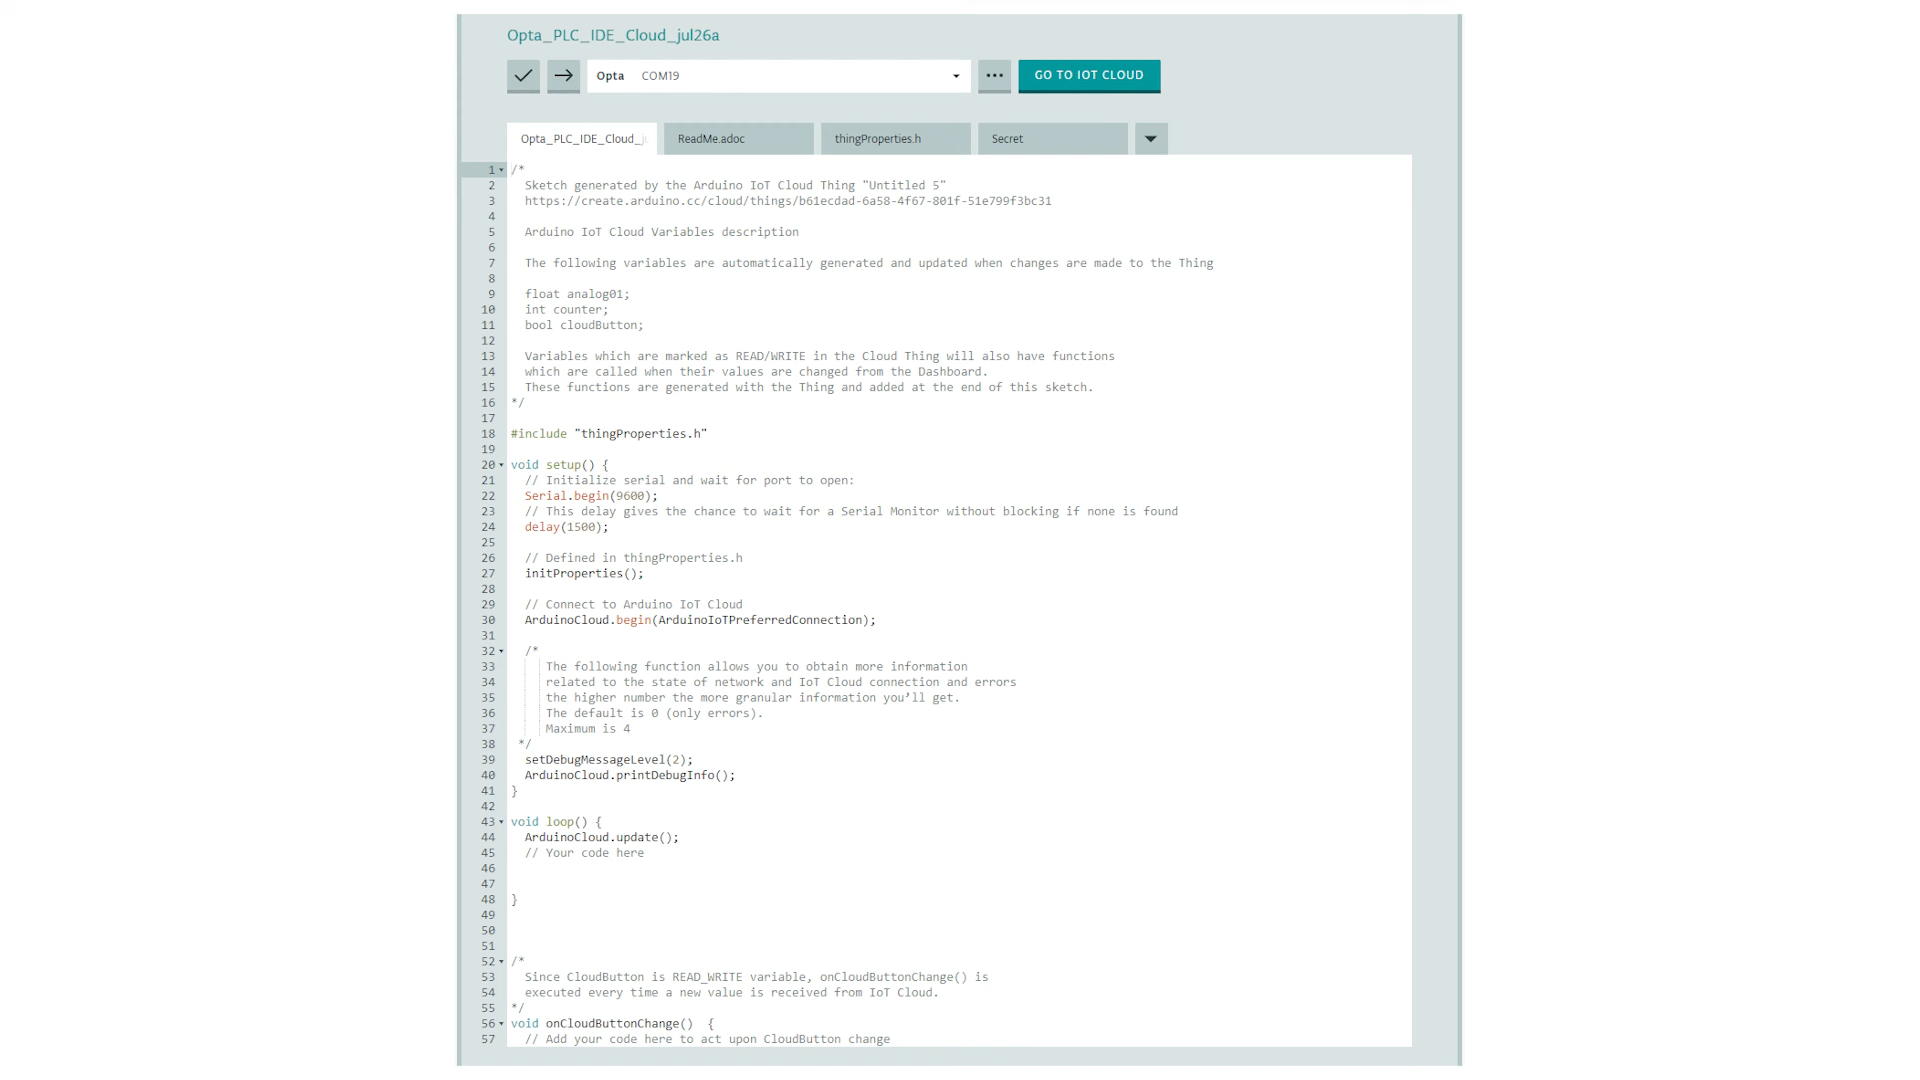 Opta_PLC_IDE_Cloud_jul26a
Opta COM19 ••• GO TO IOT CLOUD
Opta_PLC_IDE_Cloud_ju ReadMe.adoc thingProperties.h Secret
1 /*
2 Sketch generated by the Arduino IoT Cloud Thing "Untitled 5"
3 https://create.arduino.cc/cloud/things/b61ecdad-6a58-4f67-801f-51e799f3bc31
4
5 Arduino IoT Cloud Variables description
6
7 The following variables are automatically generated and updated when changes are made to the Thing
8
9 float analog01;
10 int counter;
11 bool cloudButton;
12
13 Variables which are marked as READ/WRITE in the Cloud Thing will also have functions
14 which are called when their values are changed from the Dashboard.
15 These functions are generated with the Thing and added at the end of this sketch.
16 */
17
18 #include "thingProperties.h"
19
20 void setup() {
21 // Initialize serial and wait for port to open:
22 Serial.begin(9600);
23 // This delay gives the chance to wait for a Serial Monitor without blocking if none is found
24 delay(1500);
25
26 // Defined in thingProperties.h
27 initProperties();
28
29 // Connect to Arduino IoT Cloud
30 ArduinoCloud.begin(ArduinoIoTPreferredConnection);
31
32 /*
33 The following function allows you to obtain more information
34 related to the state of network and IoT Cloud connection and errors
35 the higher number the more granular information you’ll get.
36 The default is 0 (only errors).
37 Maximum is 4
38 */
39 setDebugMessageLevel(2);
40 ArduinoCloud.printDebugInfo();
41 }
42
43 void loop() {
44 ArduinoCloud.update();
45 // Your code here
46
47
48 }
49
50
51
52 /*
53 Since CloudButton is READ_WRITE variable, onCloudButtonChange() is
54 executed every time a new value is received from IoT Cloud.
55 */
56 void onCloudButtonChange() {
57 // Add your code here to act upon CloudButton change